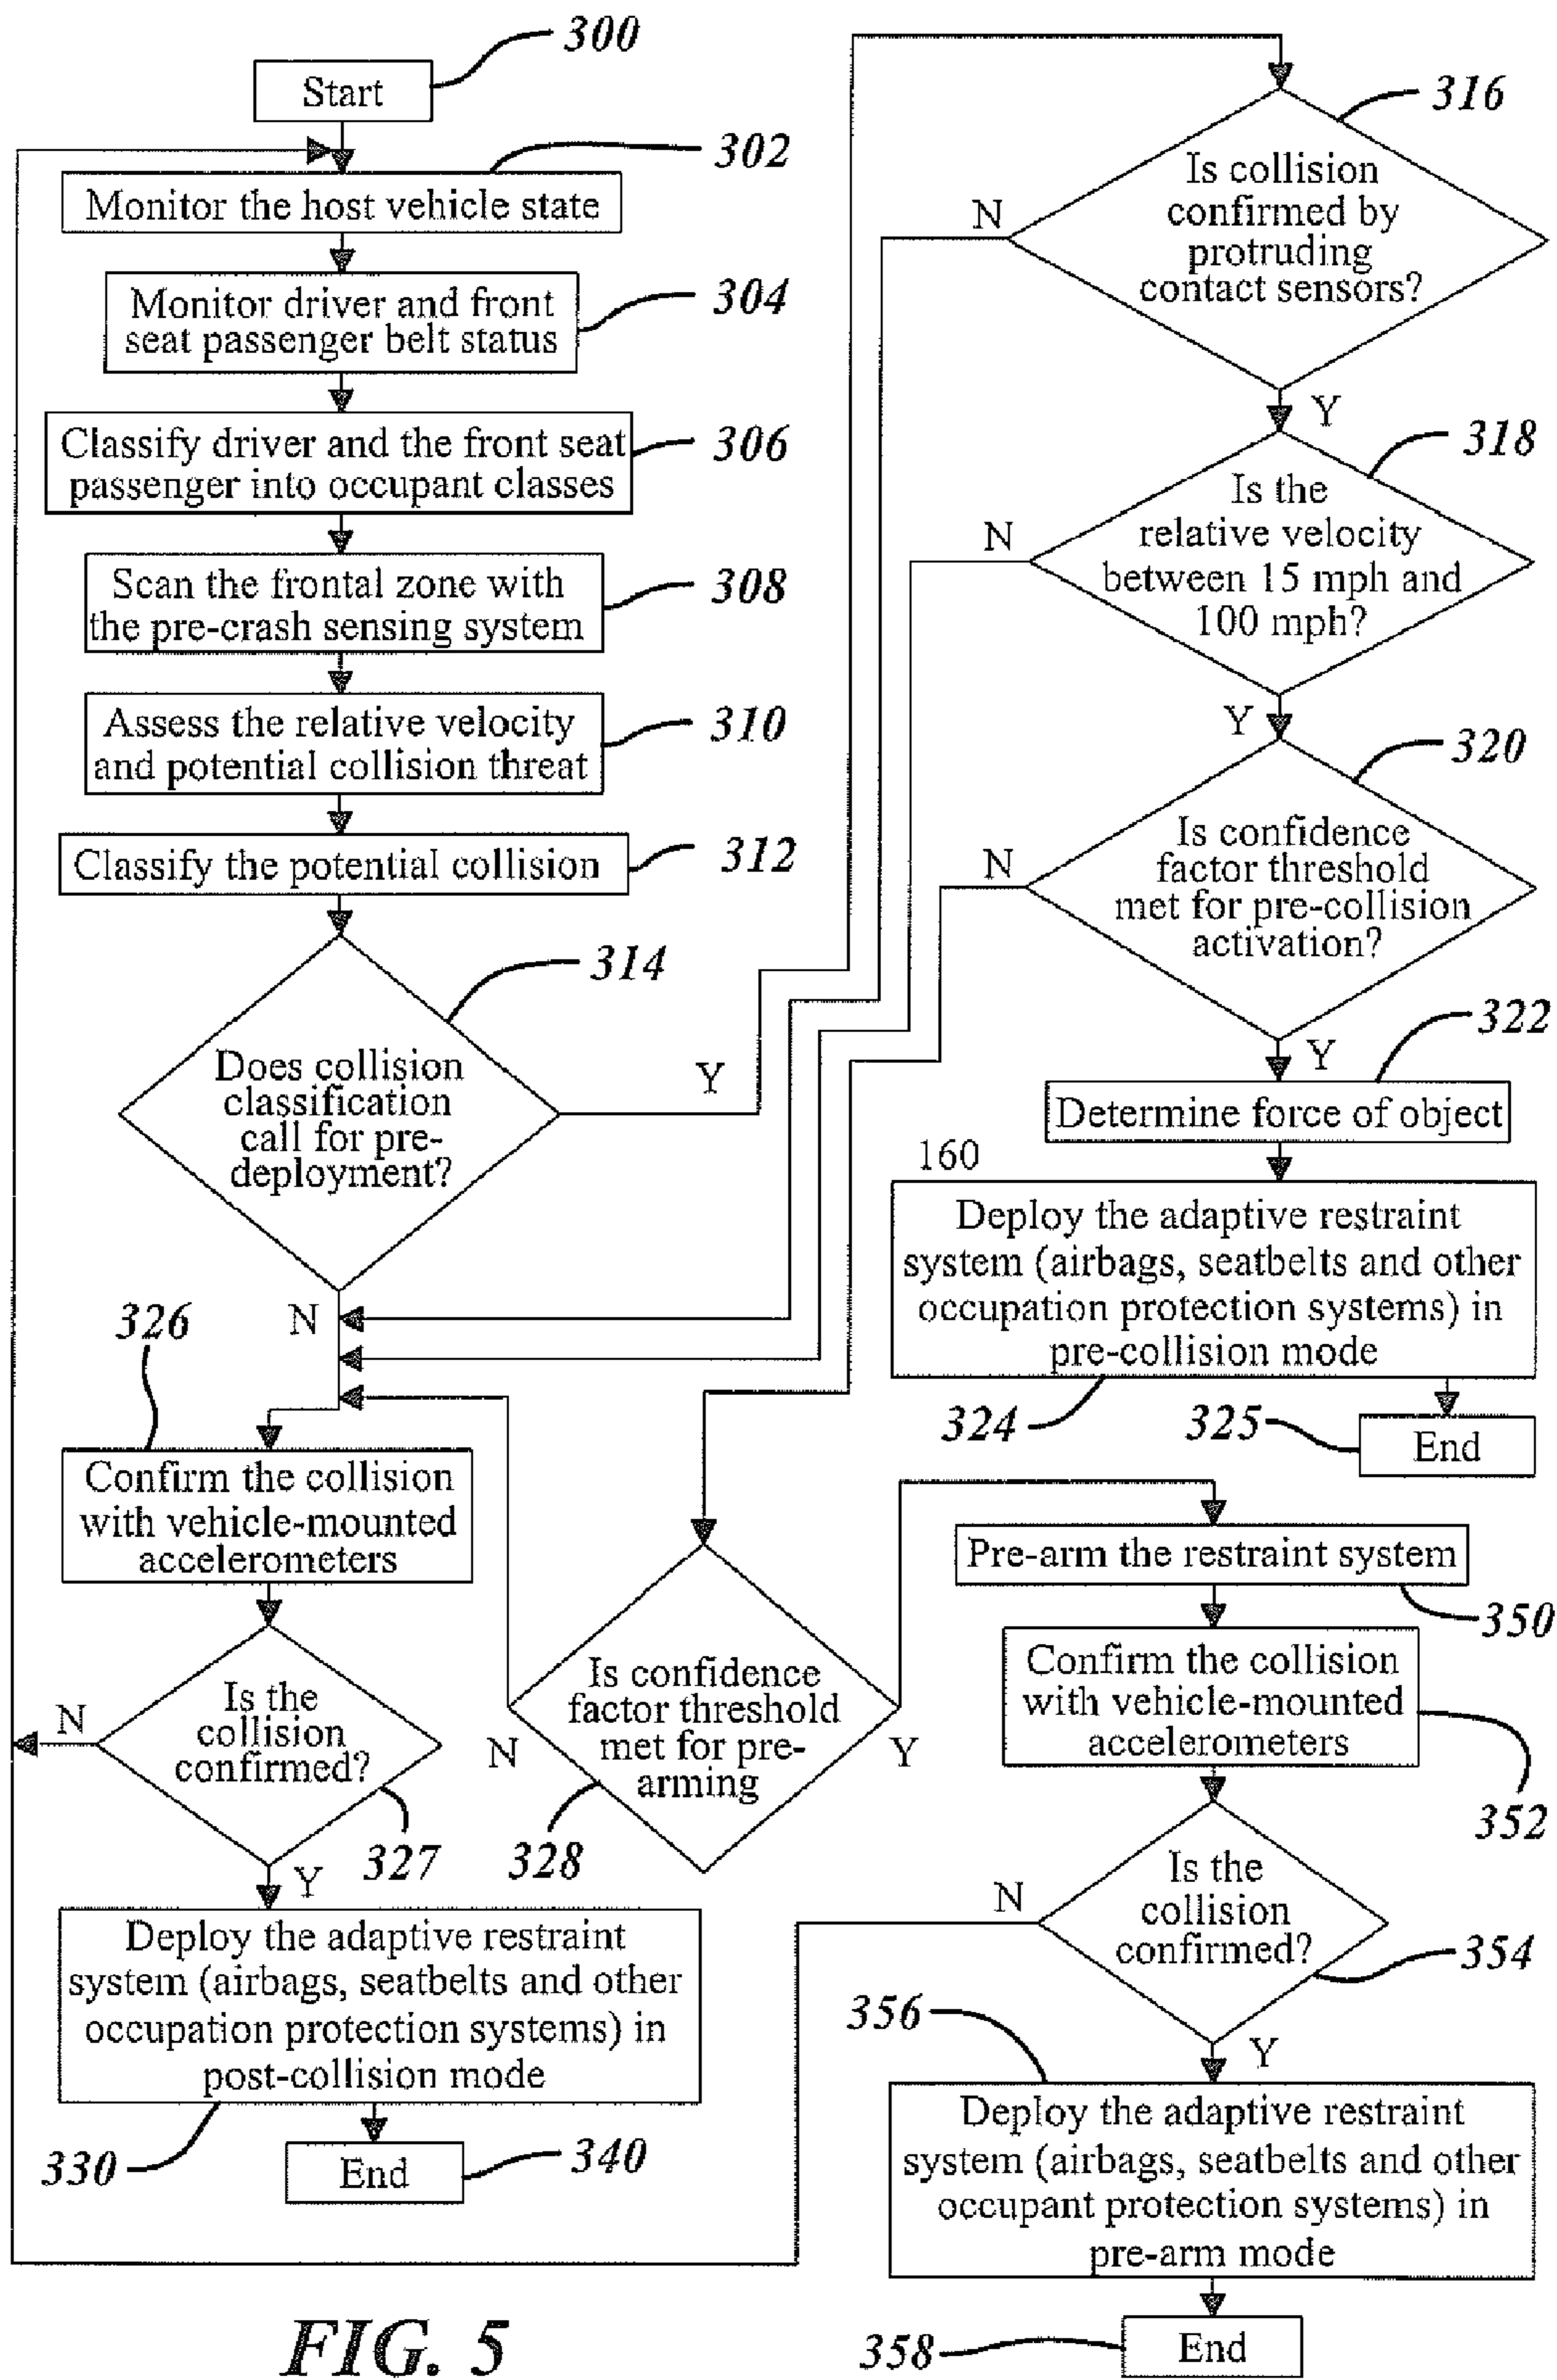 300
Start
302
Monitor the host vehicle state
304
Monitor driver and front
seat passenger belt status
306
Classify driver and the front seat
passenger into occupant classes
308
Scan the frontal zone with
the pre-crash sensing system
310
Assess the relative velocity
and potential collision threat
312
Classify the potential collision
314
Does collision
classification
call for pre-
deployment?
Y
N
316
Is collision
confirmed by
protruding
contact sensors?
N
Y
318
Is the
relative velocity
between 15 mph and
100 mph?
N
Y
320
Is confidence
factor threshold
met for pre-collision
activation?
N
Y
322
Determine force of object
160
Deploy the adaptive restraint
system (airbags, seatbelts and other
occupation protection systems) in
pre-collision mode
324
325
End
326
Confirm the collision
with vehicle-mounted
accelerometers
Is the
collision
confirmed?
N
327
Y
Deploy the adaptive restraint
system (airbags, seatbelts and other
occupation protection systems) in
post-collision mode
330
340
End
Is confidence
factor threshold
met for pre-
arming
N
Y
328
Pre-arm the restraint system
350
Confirm the collision
with vehicle-mounted
accelerometers
352
Is the
collision
confirmed?
N
354
Y
356
Deploy the adaptive restraint
system (airbags, seatbelts and other
occupant protection systems) in
pre-arm mode
358
End
FIG. 5